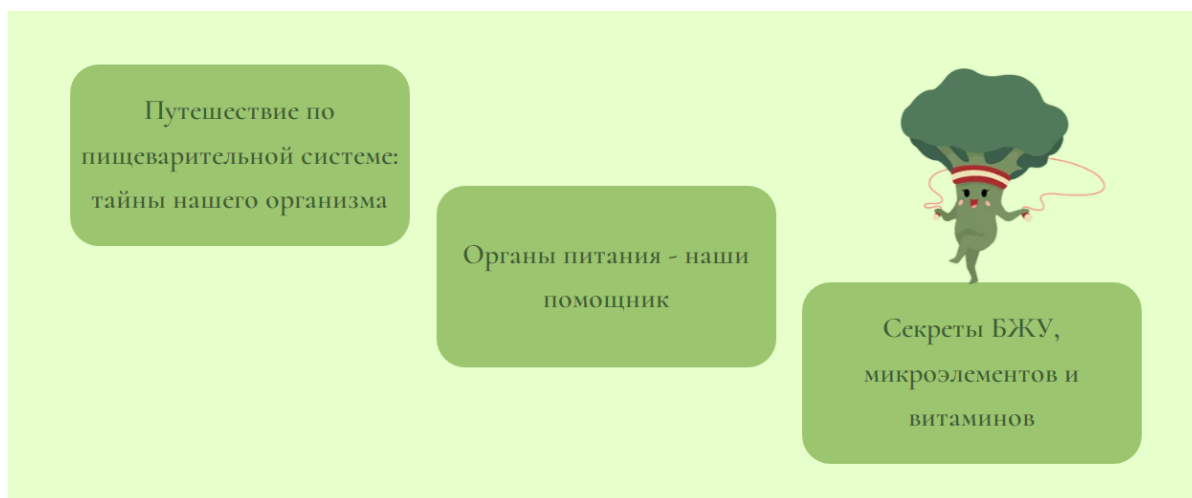 Путешествие по
пищеварительной системе:
тайны нашего организма
Органы питания - наши
помощник
Секреты БЖУ,
микроэлементов и
витаминов